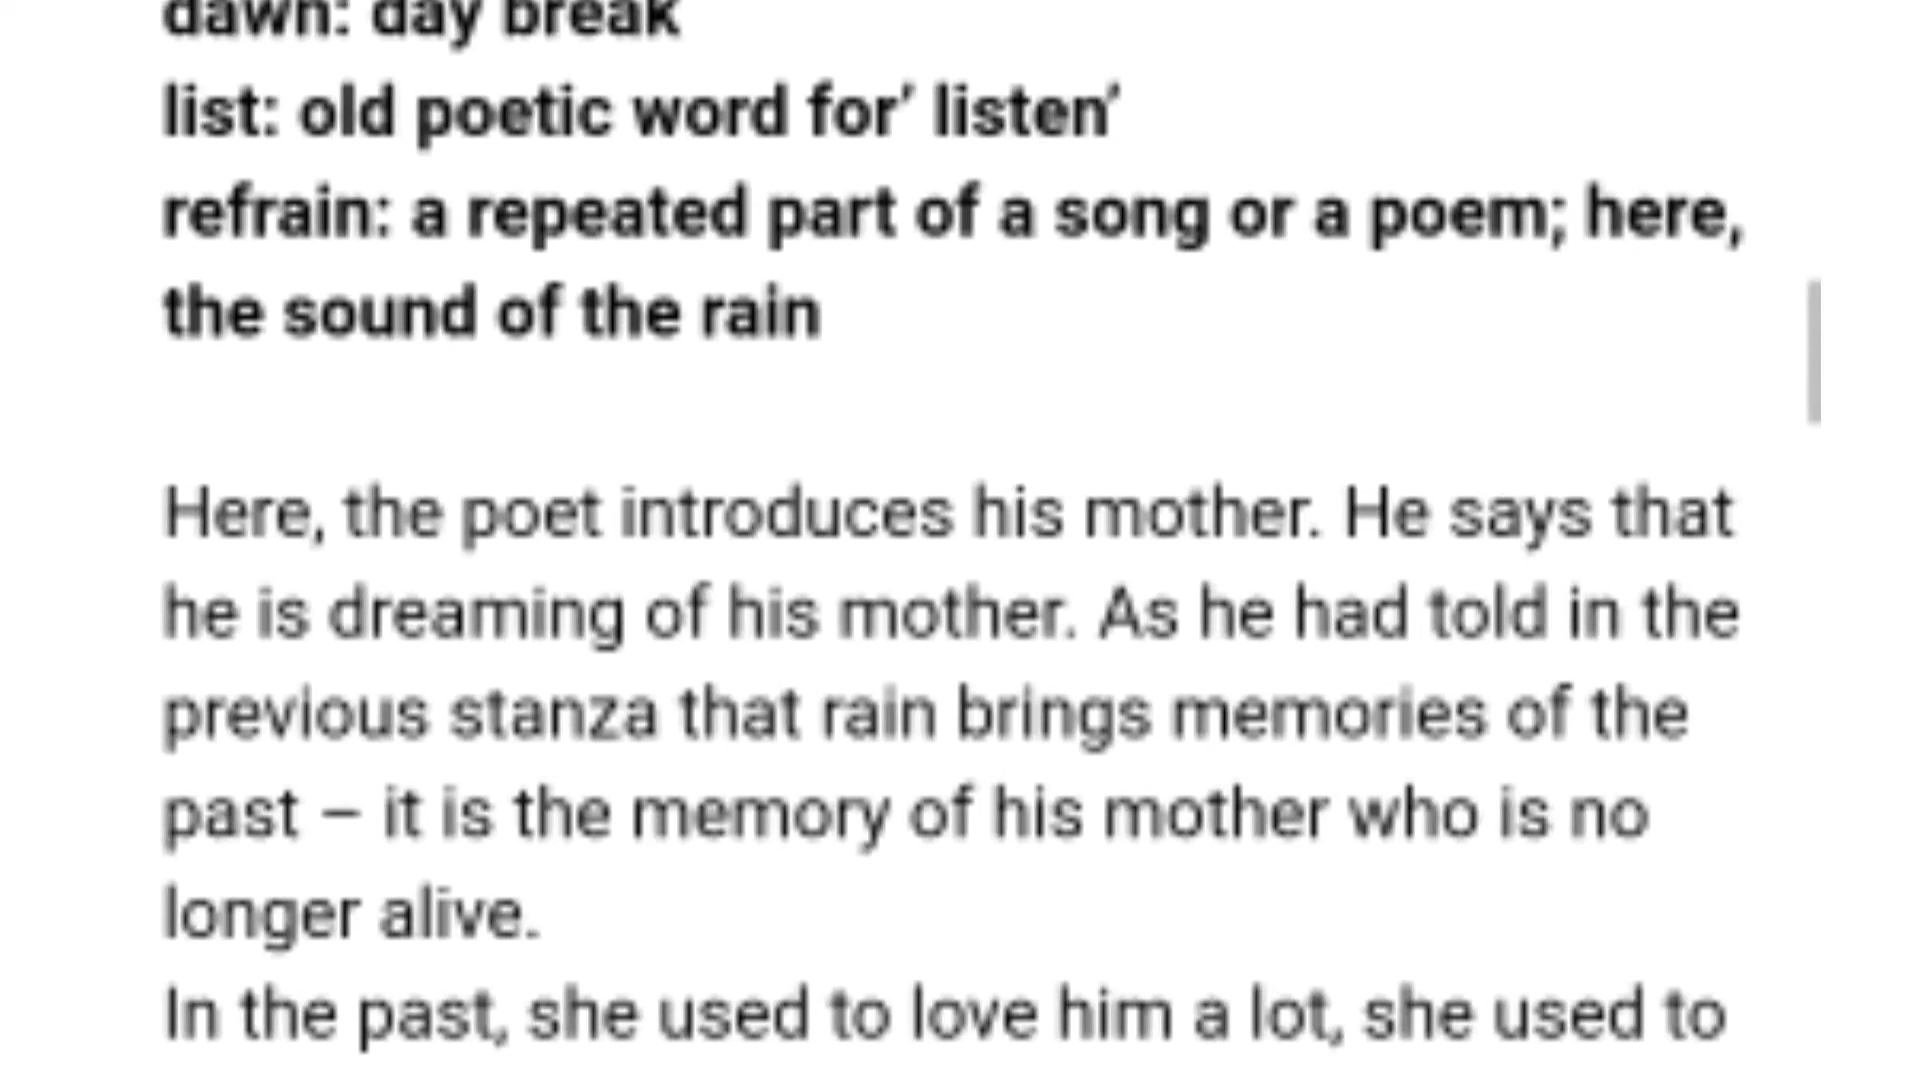 dawn: day break
list: old poetic word for’ listen’
refrain: a repeated part of a song or a poem; here,
the sound of the rain
Here, the poet introduces his mother. He says that
he is dreaming of his mother. As he had told in the
previous stanza that rain brings memories of the
past – it is the memory of his mother who is no
longer alive.
In the past, she used to love him a lot, she used to